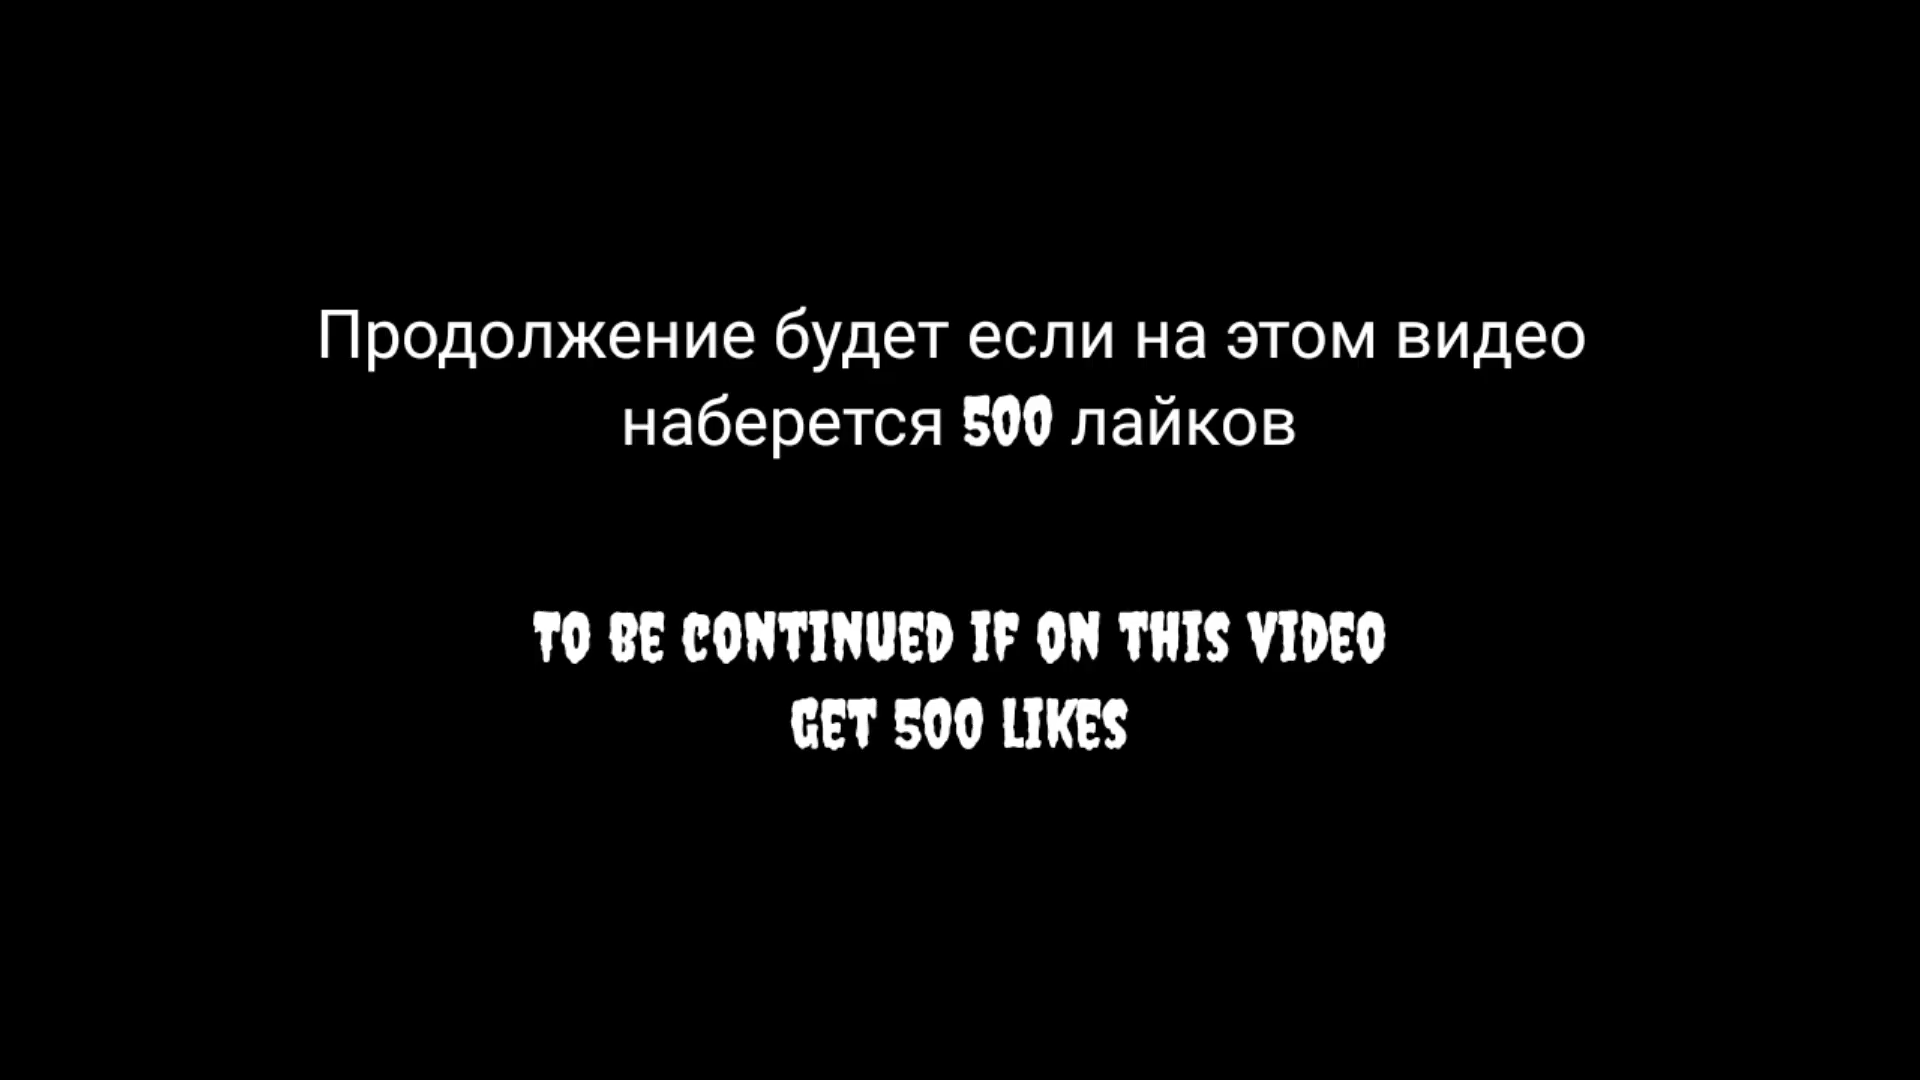 Продолжение будет если на этом видео
наберется 500 лайков
TO BE CONTINUED IF ON THIS VIDEO
GET 500 LIKES